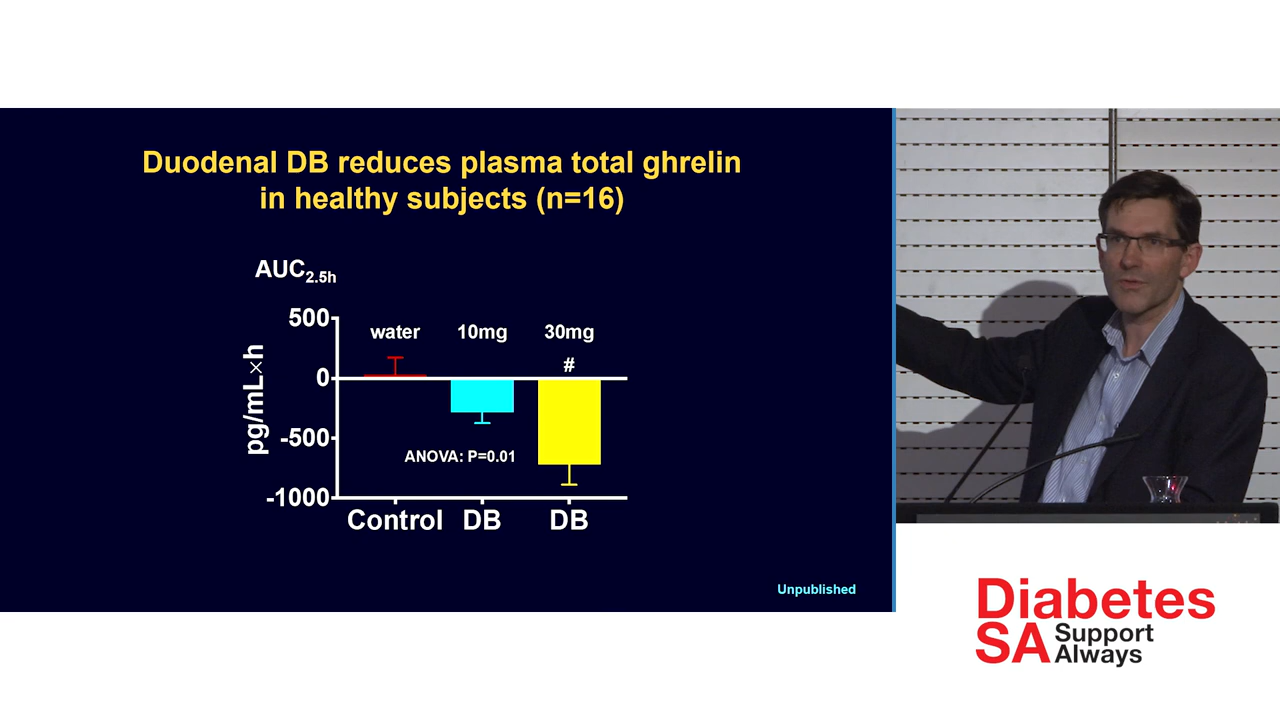 Duodenal DB reduces plasma total ghrelin
in healthy subjects (n=16)
AUC2.5h
pg/mL×h
500
0
-500
-1000
water 10mg 30mg
#
ANOVA: P=0.01
Control DB DB
Unpublished
Diabetes
SA Support
Always